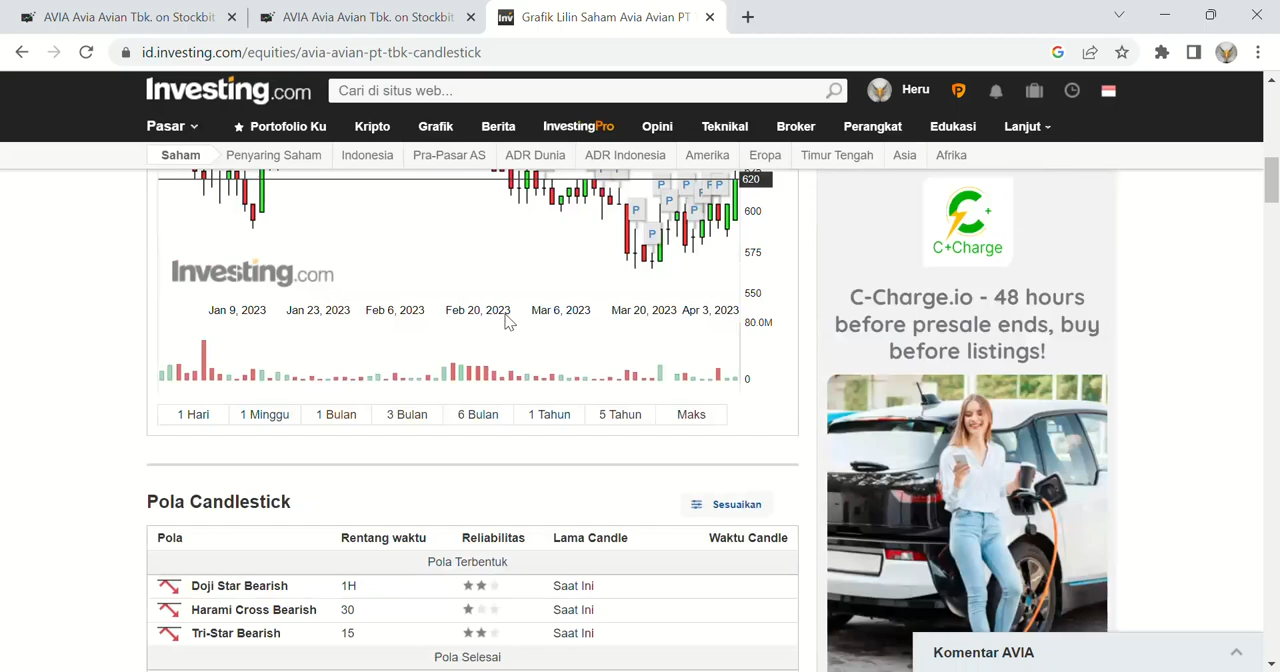 AVIA Avia Avian Tbk. on Stockbit
AVIA Avia Avian Tbk. on Stockbit
Inv Grafik Lilin Saham Avia Avian PT
id.investing.com/equities/avia-avian-pt-tbk-candlestick
Investing.com
Cari di situs web...
Heru
Pasar
Portofolio Ku
Kripto
Grafik
Berita
InvestingPro
Opini
Teknikal
Broker
Perangkat
Edukasi
Lanjut
Saham
Penyaring Saham
Indonesia
Pra-Pasar AS
ADR Dunia
ADR Indonesia
Amerika
Eropa
Timur Tengah
Asia
Afrika
620
P P P P
P
P P
P
600
575
550
Investing.com
Jan 9, 2023 Jan 23, 2023 Feb 6, 2023 Feb 20, 2023 Mar 6, 2023 Mar 20, 2023 Apr 3, 2023
80.0M
0
1 Hari 1 Minggu 1 Bulan 3 Bulan 6 Bulan 1 Tahun 5 Tahun Maks
C+Charge
C-Charge.io - 48 hours
before presale ends, buy
before listings!
Pola Candlestick
Sesuaikan
Pola Rentang waktu Reliabilitas Lama Candle Waktu Candle
Pola Terbentuk
Doji Star Bearish 1H Saat Ini
Harami Cross Bearish 30 Saat Ini
Tri-Star Bearish 15 Saat Ini
Pola Selesai
Komentar AVIA